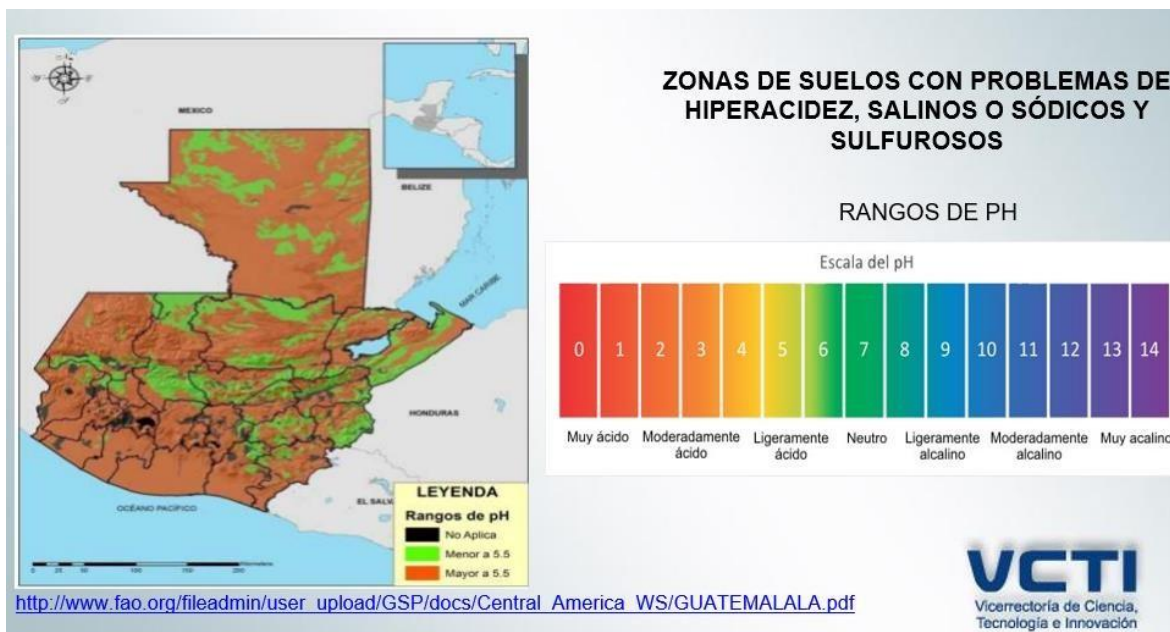 ZONAS DE SUELOS CON PROBLEMAS DE
HIPERACIDEZ, SALINOS O SÓDICOS Y
SULFUROSOS
RANGOS DE PH
MEXICO
BELIZE
MAR CARIBE
HONDURAS
EL SALV
OCÉANO PACÍFICO
LEYENDA
Rangos de pH
No Aplica
Menor a 5.5
Mayor a 5.5
Escala del pH
0 1 2 3 4 5 6 7 8 9 10 11 12 13 14
Muy ácido
Moderadamente
ácido
Ligeramente
ácido
Neutro
Ligeramente
alcalino
Moderadamente
alcalino
Muy acalino
http://www.fao.org/fileadmin/user_upload/GSP/docs/Central_America_WS/GUATEMALALA.pdf
VCTI
Vicerrectoría de Ciencia,
Tecnología e Innovación